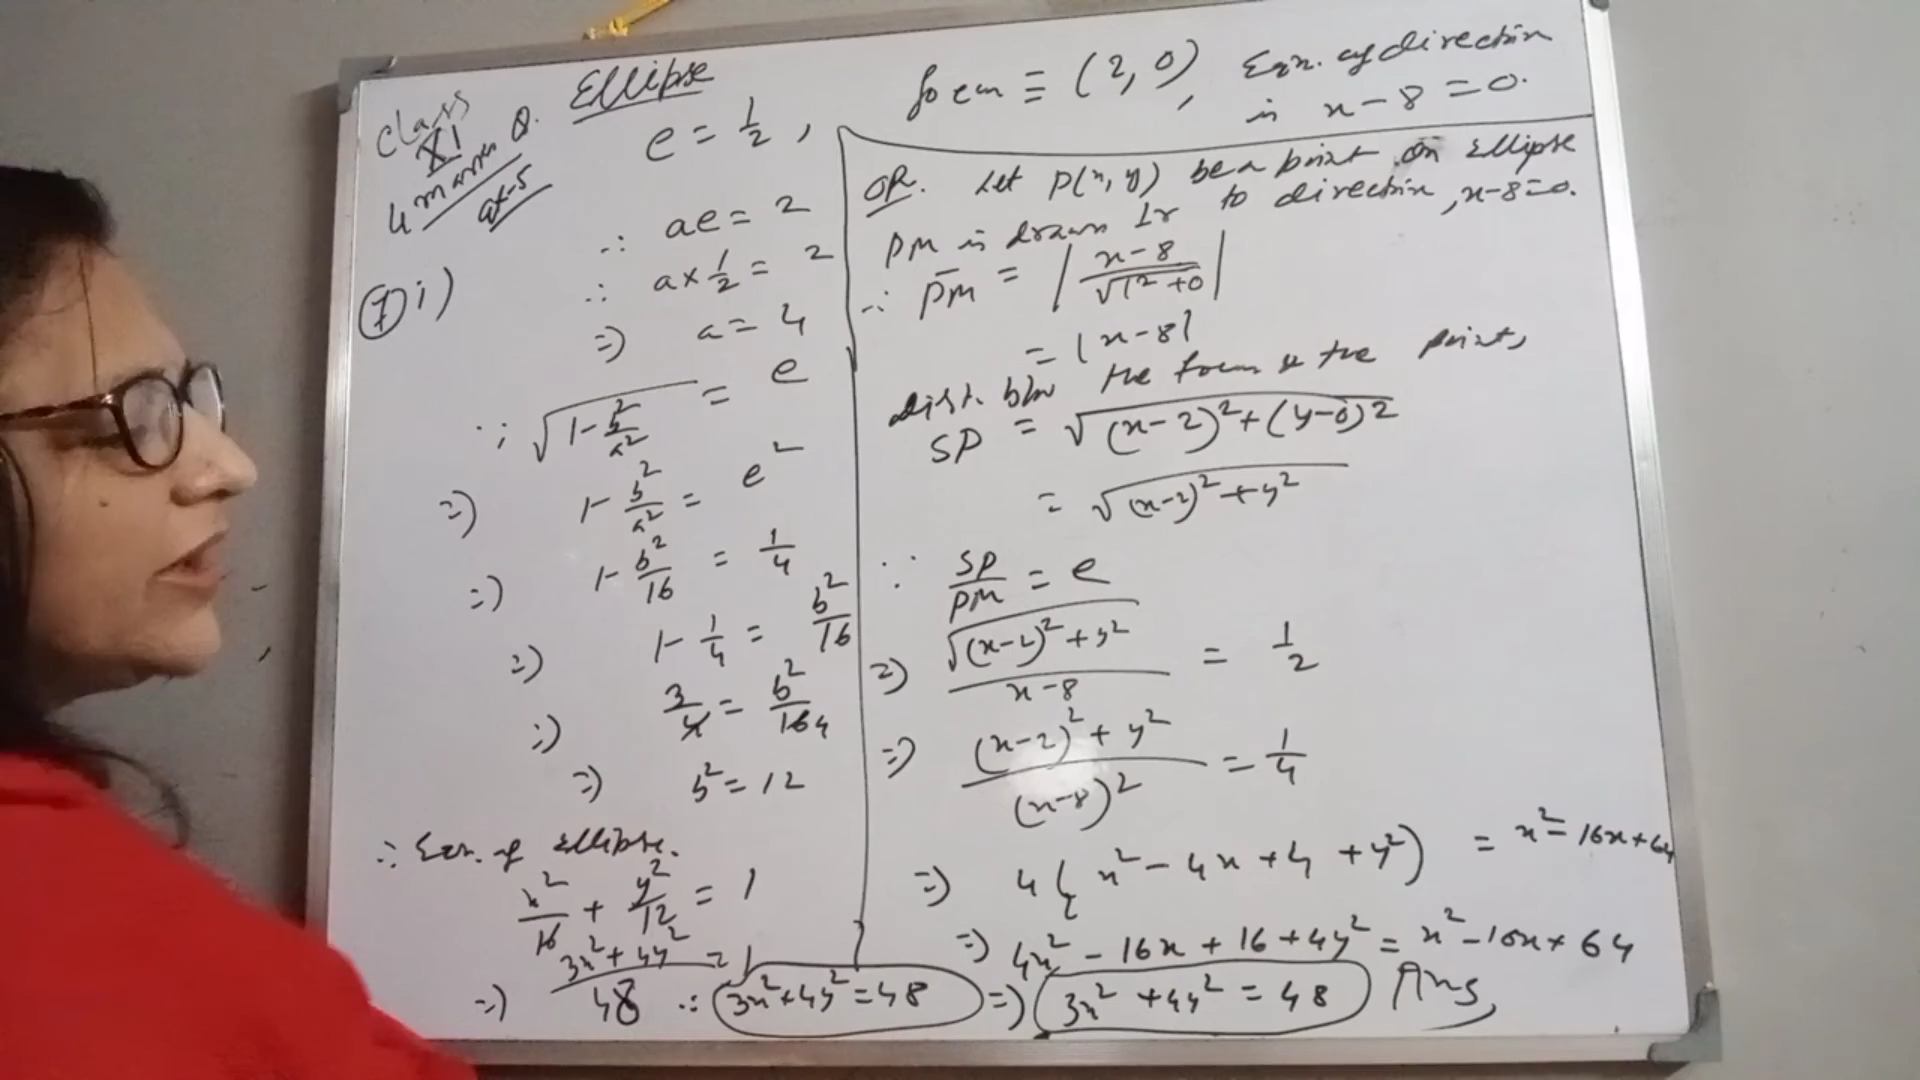 Class
XI
4 marks Q.
at-5
Ellipse
e = 1/2 ,
focus ≡ (2, 0) , Eqn. of directrix
is x - 8 = 0.
7 i)
∴ ae = 2
∴ a × 1/2 = 2
⇒ a = 4
∵ √(1 - b²/a²) = e
⇒ 1 - b²/a² = e²
⇒ 1 - b²/16 = 1/4
⇒ 1 - 1/4 = b²/16
⇒ 3/4 = b²/16 4
⇒ b² = 12
∴ Eqn. of ellipse.
x²/16 + y²/12 = 1
⇒ (3x² + 4y²)/48 = 1
∴ 3x² + 4y² = 48
OR. Let P(x, y) be a point on Ellipse
PM is drawn ⊥r to directrix, x-8=0.
∴ PM = |(x - 8)/√(1² + 0)|
= |x - 8|
dist. b/w the focus & the point,
SP = √((x - 2)² + (y - 0)2
= √((x-2)² + y²
∵ SP/PM = e
⇒ √((x-2)² + y²)/(x - 8) = 1/2
⇒ ((x-2)² + y²)/(x-8)² = 1/4
⇒ 4{x² - 4x + 4 + y²) = x² - 16x + 64
⇒ 4x² - 16x + 16 + 4y² = x² - 16x + 64
⇒ 3x² + 4y² = 48 Ans,